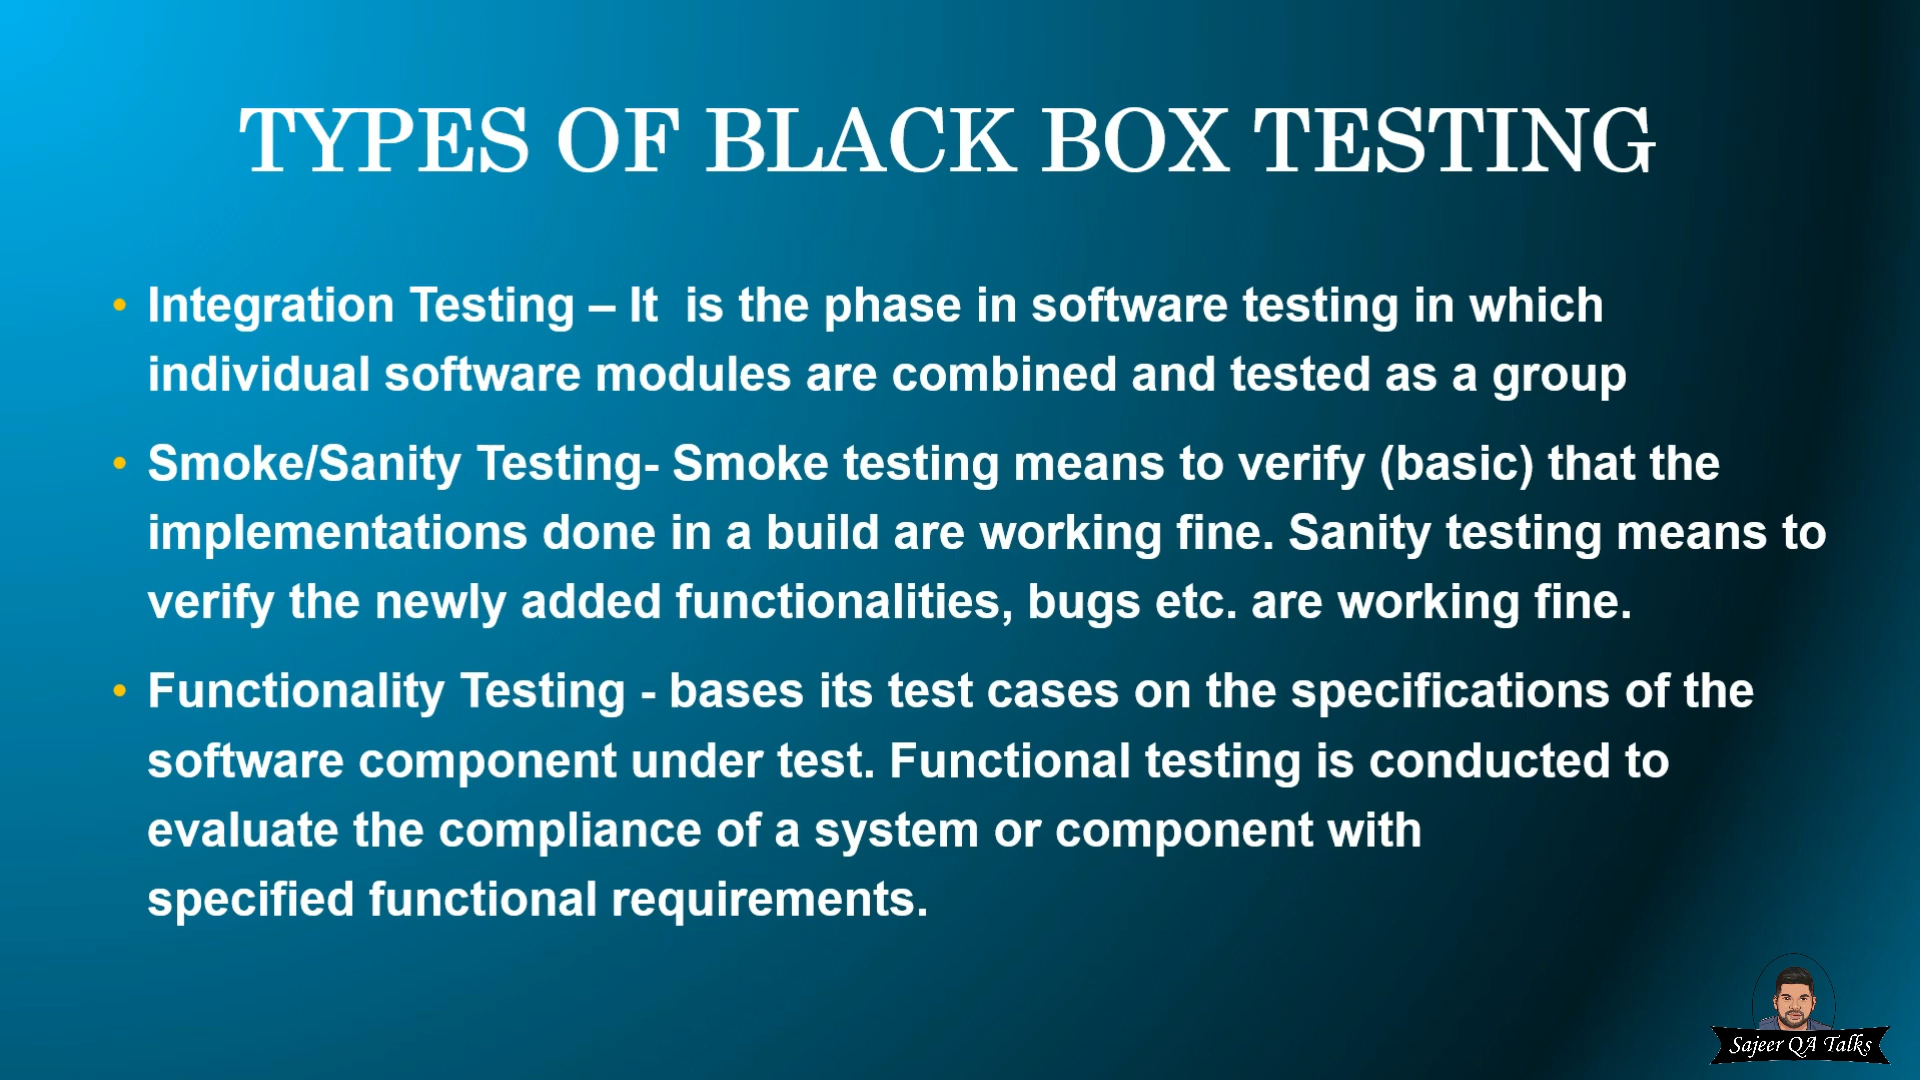 TYPES OF BLACK BOX TESTING
• Integration Testing – It  is the phase in software testing in which
individual software modules are combined and tested as a group
• Smoke/Sanity Testing- Smoke testing means to verify (basic) that the
implementations done in a build are working fine. Sanity testing means to
verify the newly added functionalities, bugs etc. are working fine.
• Functionality Testing - bases its test cases on the specifications of the
software component under test. Functional testing is conducted to
evaluate the compliance of a system or component with
specified functional requirements.
Sajeer QA Talks